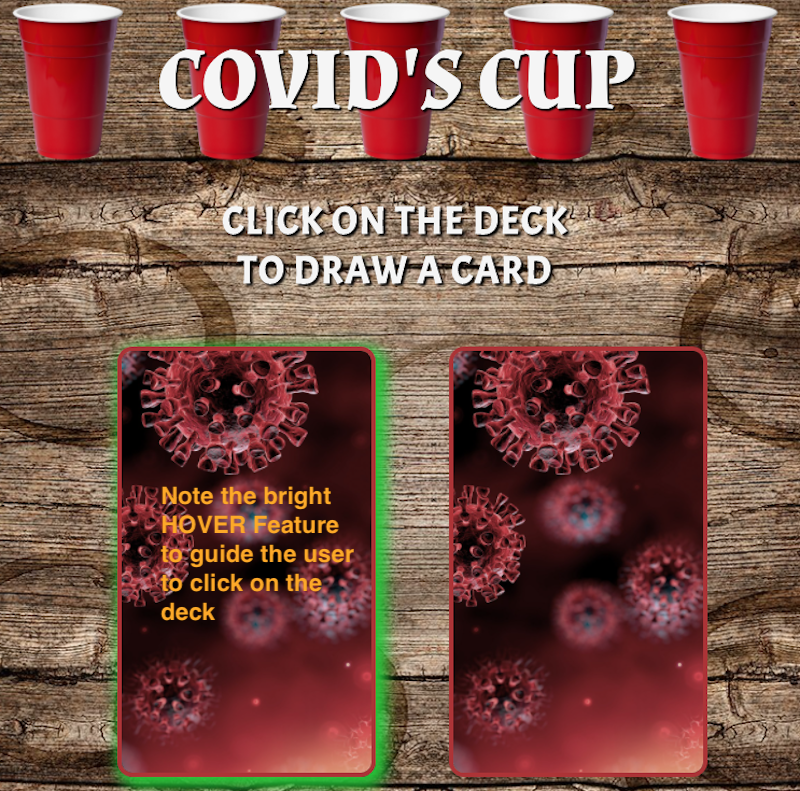 COVID'S CUP
CLICK ON THE DECK
TO DRAW A CARD
Note the bright
HOVER Feature
to guide the user
to click on the
deck